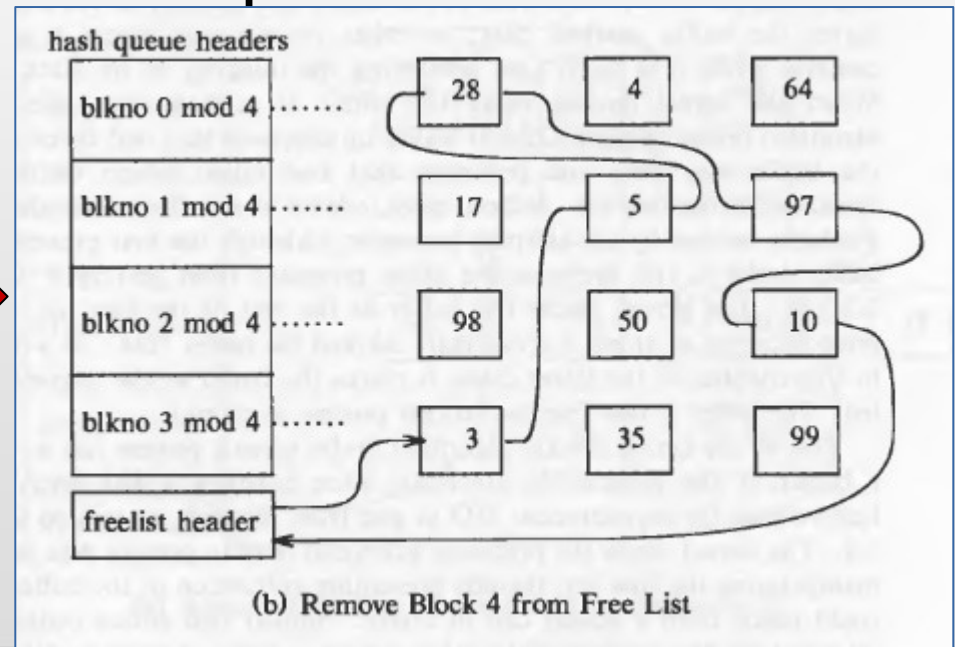 hash queue headers
blkno 0 mod 4 ...... 28 4 64
blkno 1 mod 4 ...... 17 5 97
blkno 2 mod 4 ...... 98 50 10
blkno 3 mod 4 ...... 3 35 99
freelist header
(b) Remove Block 4 from Free List